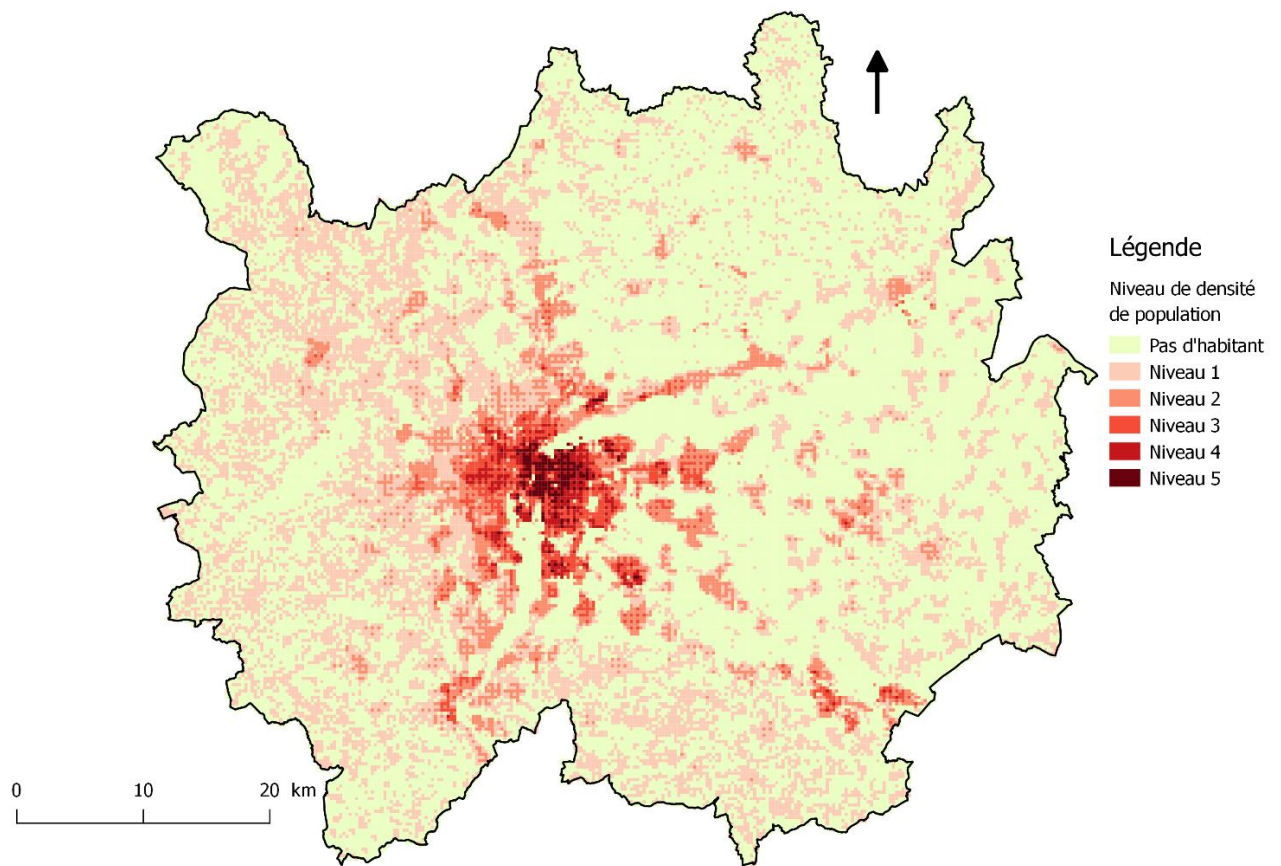 Légende
Niveau de densité
de population
Pas d'habitant
Niveau 1
Niveau 2
Niveau 3
Niveau 4
Niveau 5
0 10 20 km